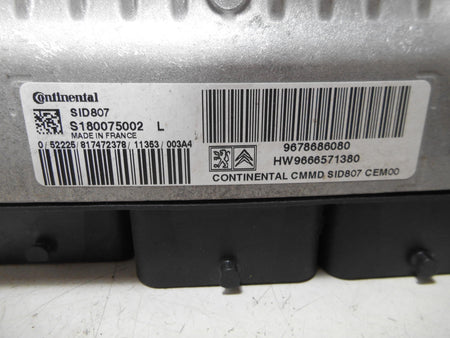 Continental
SID807
S180075002 L
MADE IN FRANCE
0/52225/817472378/11353/003A4
9678686080
HW9666571380
CONTINENTAL CMMD SID807 CEM00